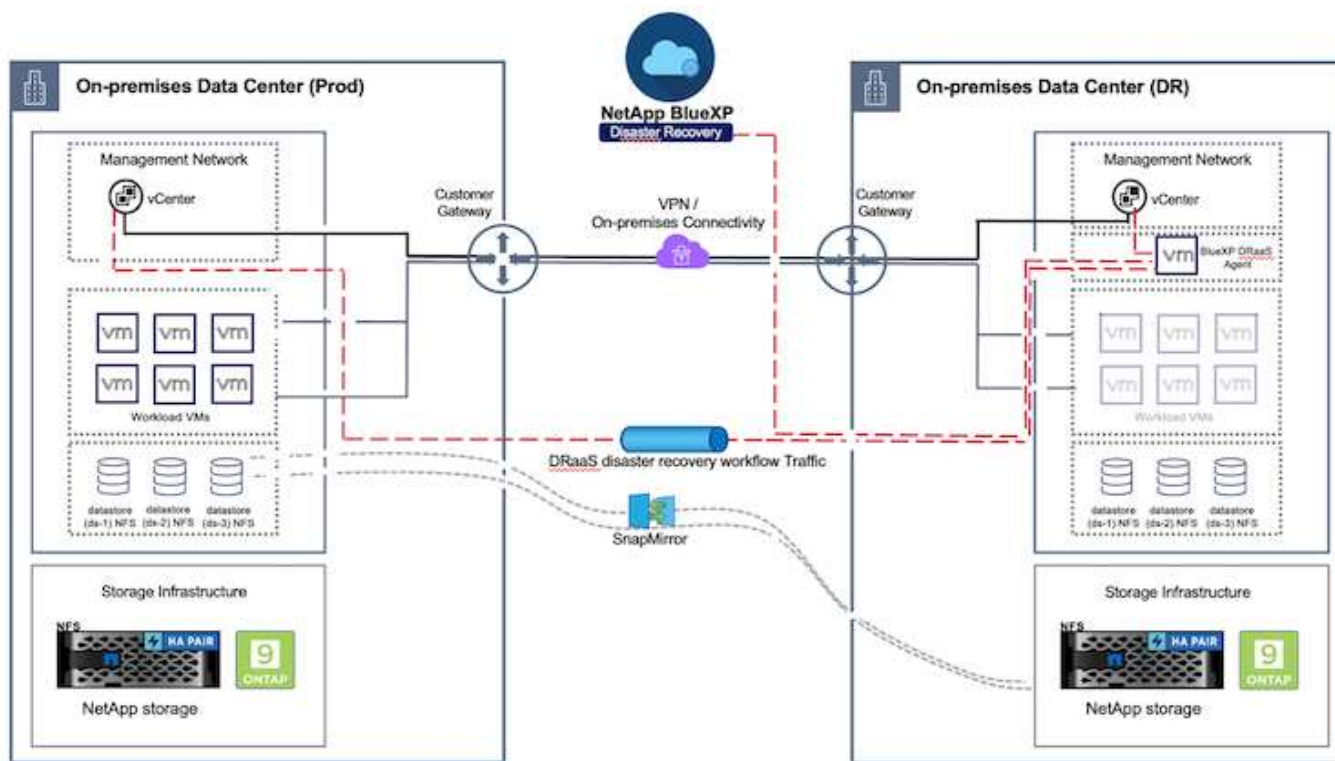 NetApp BlueXP
Disaster Recovery
On-premises Data Center (Prod)
Management Network
vCenter
Customer
Gateway
vm vm vm
vm vm vm
Workload VMs
datastore
(ds-1) NFS
datastore
(ds-2) NFS
datastore
(ds-3) NFS
Storage Infrastructure
NFS
HA PAIR
9
ONTAP
NetApp storage
VPN /
On-premises Connectivity
DRaaS disaster recovery workflow Traffic
SnapMirror
On-premises Data Center (DR)
Customer
Gateway
Management Network
vCenter
vm
BlueXP DRaaS
Agent
vm vm vm
vm vm vm
Workload VMs
datastore
(ds-1) NFS
datastore
(ds-2) NFS
datastore
(ds-3) NFS
Storage Infrastructure
NFS
HA PAIR
9
ONTAP
NetApp storage